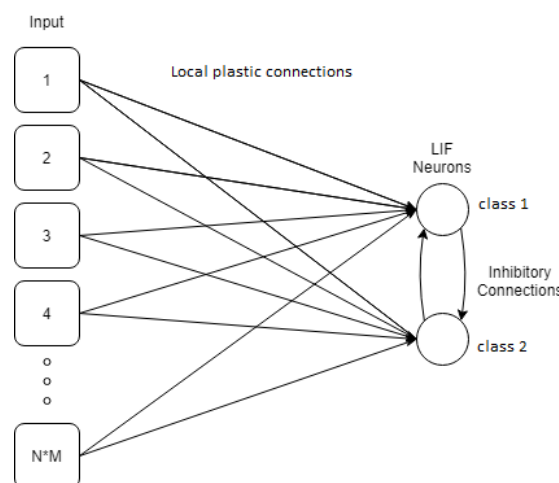 Input
Local plastic connections
1
2
3
4
N*M
LIF
Neurons
class 1
Inhibitory
Connections
class 2